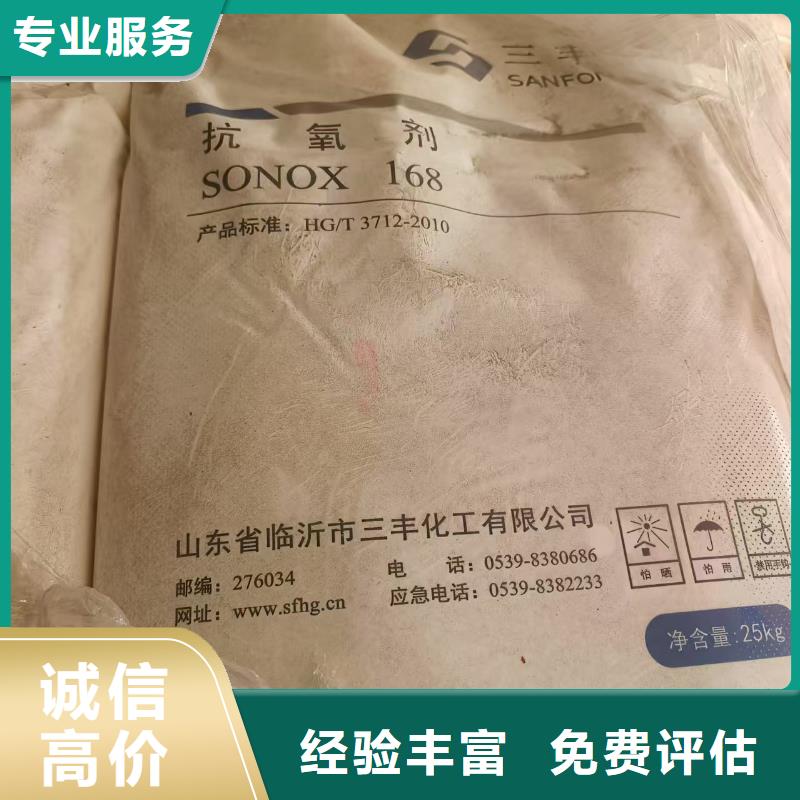 专业服务
三丰
SANFO
抗氧剂
SONOX 168
产品标准：HG/T 3712-2010
山东省临沂市三丰化工有限公司
邮编：276034
电 话：0539-8380686
网址：www.sfhg.cn
应急电话：0539-8382233
怕晒
怕雨
禁用手钩
净含量:25kg
诚信
高价
经验丰富 免费评估